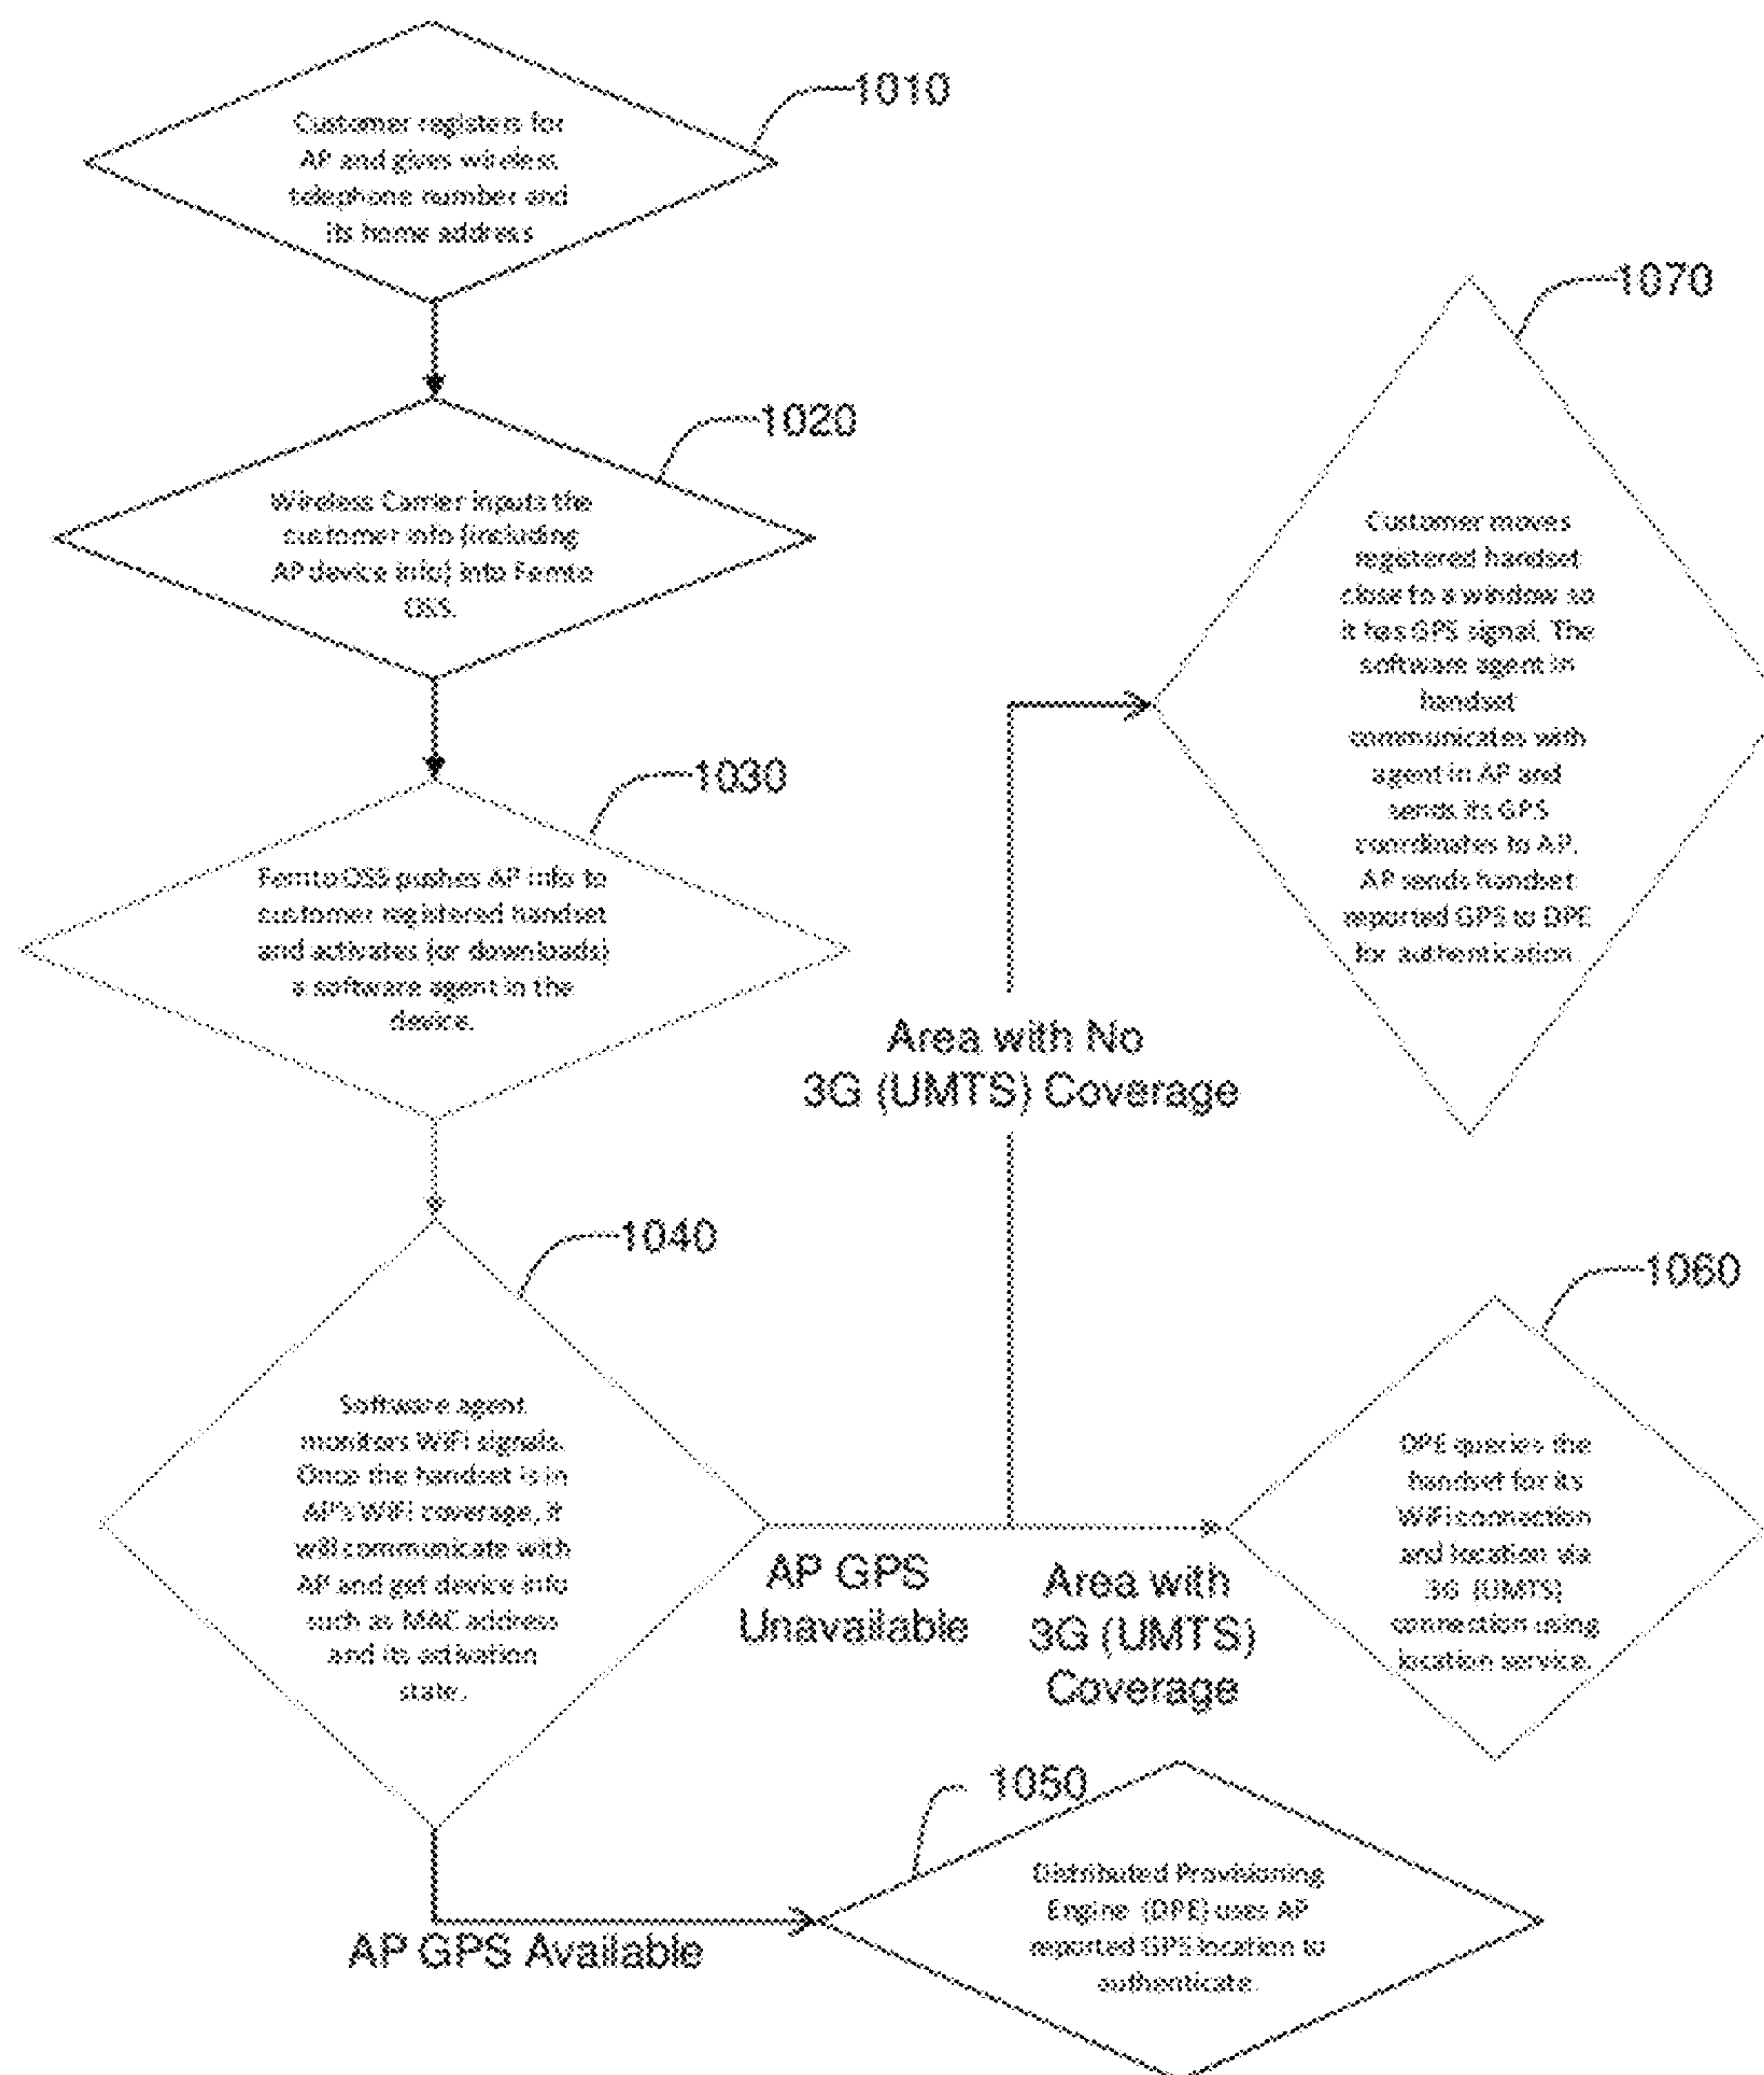 1010
Customer registers for
AP and gives wireless
telephone number and
its home address
1020
Wireless Carrier inputs the
customer info (including
AP device info) into Femto
OSS.
1030
Femto OSS pushes AP info to
customer registered handset
and activates (or downloads)
a software agent in the
device.
1040
Software agent
monitors WiFi signals.
Once the handset is in
AP's WiFi coverage, it
will communicate with
AP and get device info
such as MAC address
and its activation
state.
AP GPS
Unavailable
Area with
3G (UMTS)
Coverage
Area with No
3G (UMTS) Coverage
1070
Customer moves
registered handset
close to a window so
it has GPS signal. The
software agent in
handset
communicates with
agent in AP and
sends its GPS
coordinates to AP.
AP sends handset
reported GPS to DPE
for authentication.
1060
DPE queries the
handset for its
WiFi connection
and location via
3G (UMTS)
connection using
location service.
AP GPS Available
1050
Distributed Provisioning
Engine (DPE) uses AP
reported GPS location to
authenticate.